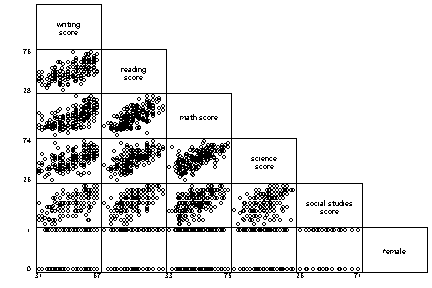 writing
score
76
reading
score
28
math score
74
science
score
26
social studies
score
1
female
0
31 67 33 75 26 71